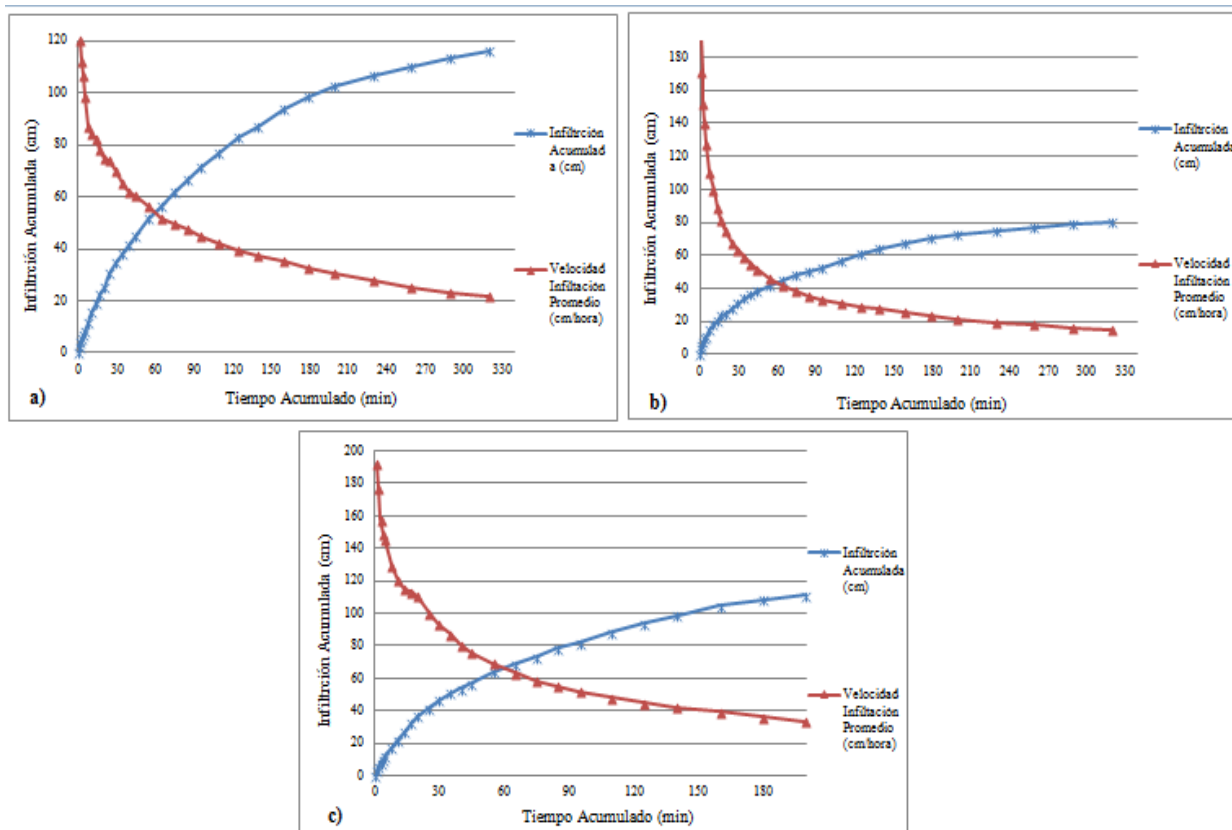 Infiltrción Acumulada (cm)
120
100
80
60
40
20
0
0 30 60 90 120 150 180 210 240 270 300 330
Tiempo Acumulado (min)
a)
Infiltrción
Acumulad
a (cm)
Velocidad
Infiltación
Promedio
(cm/hora)
Infiltrción Acumulada (cm)
180
160
140
120
100
80
60
40
20
0
0 30 60 90 120 150 180 210 240 270 300 330
Tiempo Acumulado (min)
b)
Infiltrción
Acumulada
(cm)
Velocidad
Infiltación
Promedio
(cm/hora)
Infiltrción Acumulada (cm)
200
180
160
140
120
100
80
60
40
20
0
0 30 60 90 120 150 180
Tiempo Acumulado (min)
c)
Infiltrción
Acumulada
(cm)
Velocidad
Infiltación
Promedio
(cm/hora)